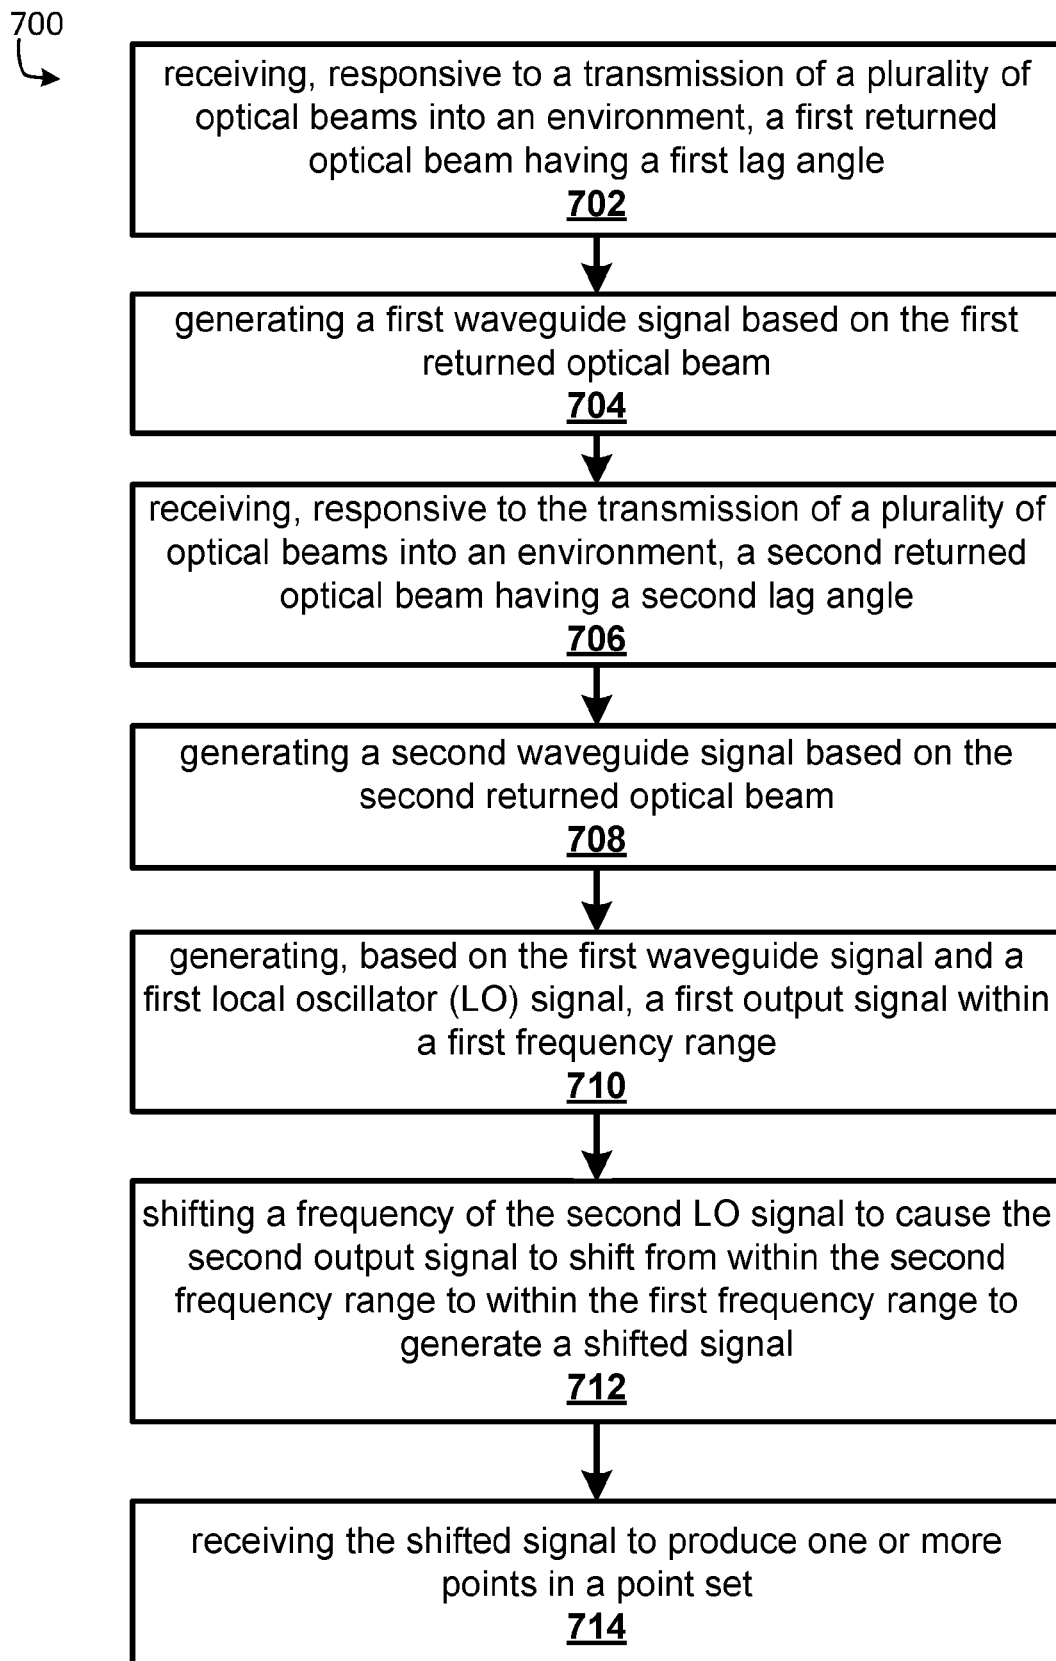 700
receiving, responsive to a transmission of a plurality of
optical beams into an environment, a first returned
optical beam having a first lag angle
702
generating a first waveguide signal based on the first
returned optical beam
704
receiving, responsive to the transmission of a plurality of
optical beams into an environment, a second returned
optical beam having a second lag angle
706
generating a second waveguide signal based on the
second returned optical beam
708
generating, based on the first waveguide signal and a
first local oscillator (LO) signal, a first output signal within
a first frequency range
710
shifting a frequency of the second LO signal to cause the
second output signal to shift from within the second
frequency range to within the first frequency range to
generate a shifted signal
712
receiving the shifted signal to produce one or more
points in a point set
714